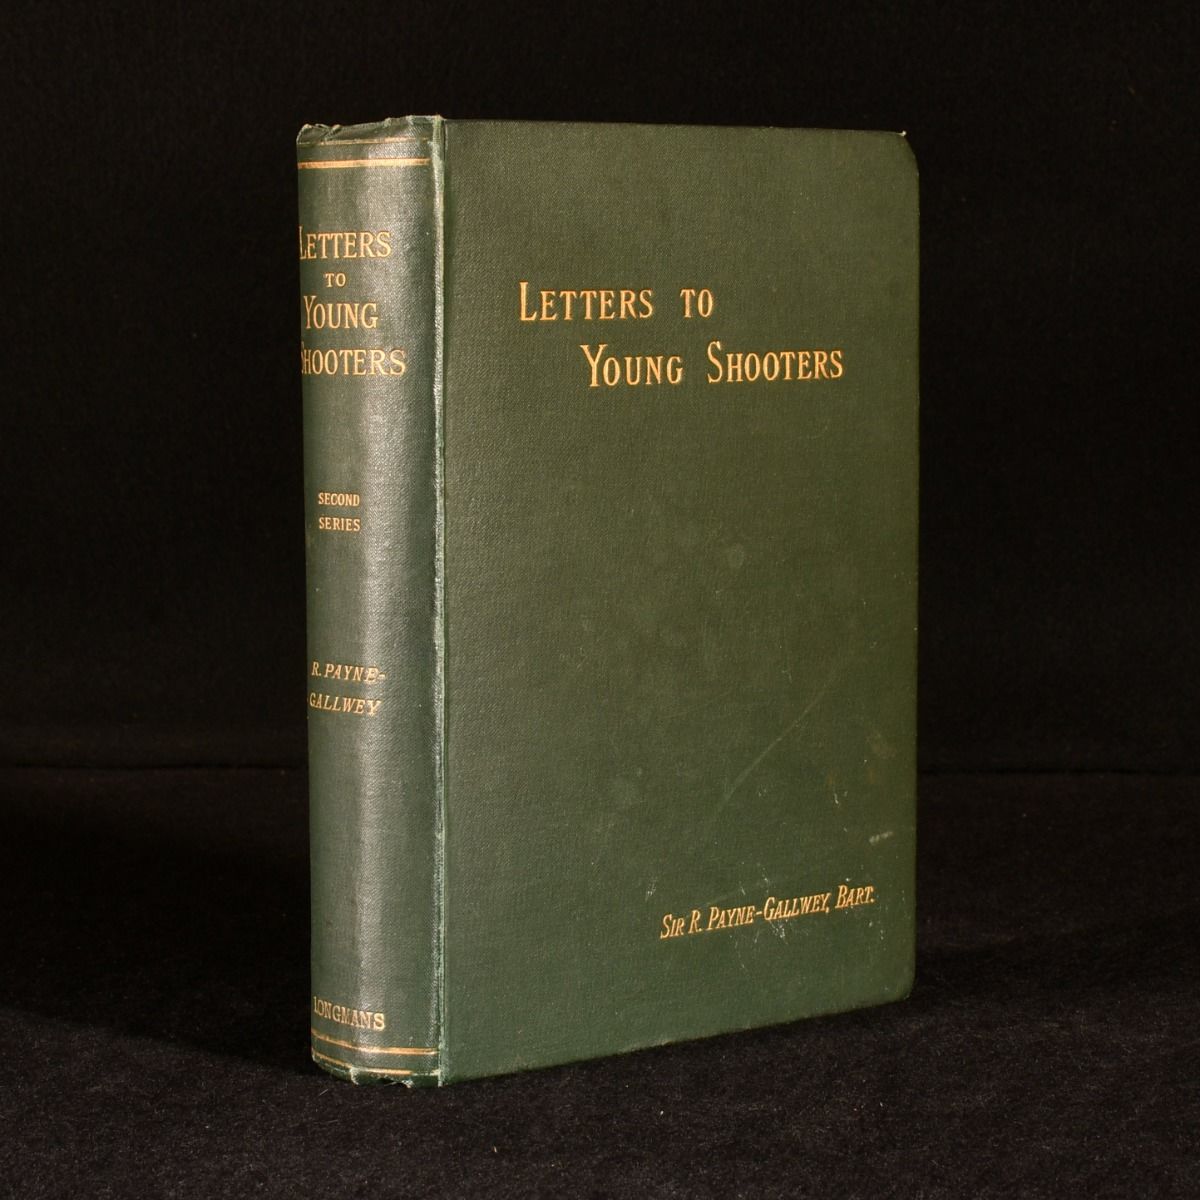 LETTERS
TO
YOUNG
SHOOTERS
SECOND
SERIES
R. PAYNE-
GALLWEY
LONGMANS
LETTERS TO
YOUNG SHOOTERS
SIR R. PAYNE-GALLWEY, BART.